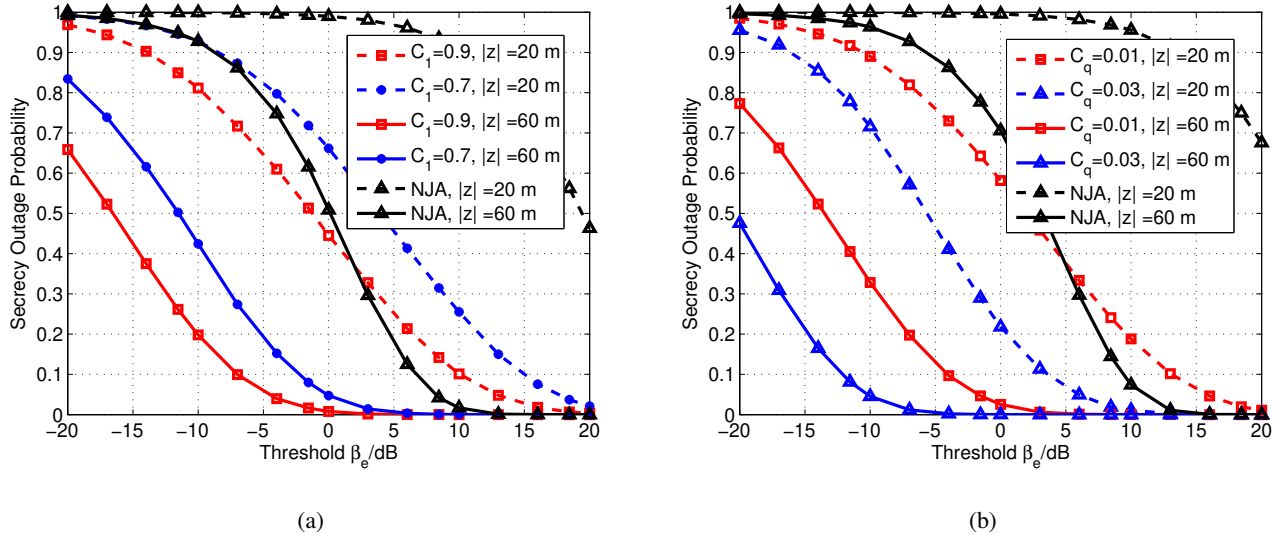 1
0.9
0.8
0.7
0.6
0.5
0.4
0.3
0.2
0.1
0
Secrecy Outage Probability
C1=0.9, |z| =20 m
C1=0.7, |z| =20 m
C1=0.9, |z| =60 m
C1=0.7, |z| =60 m
NJA, |z| =20 m
NJA, |z| =60 m
−20 −15 −10 −5 0 5 10 15 20
Threshold βe/dB
(a)
1
0.9
0.8
0.7
0.6
0.5
0.4
0.3
0.2
0.1
0
Secrecy Outage Probability
Cq=0.01, |z| =20 m
Cq=0.03, |z| =20 m
Cq=0.01, |z| =60 m
Cq=0.03, |z| =60 m
NJA, |z| =20 m
NJA, |z| =60 m
−20 −15 −10 −5 0 5 10 15 20
Threshold βe/dB
(b)